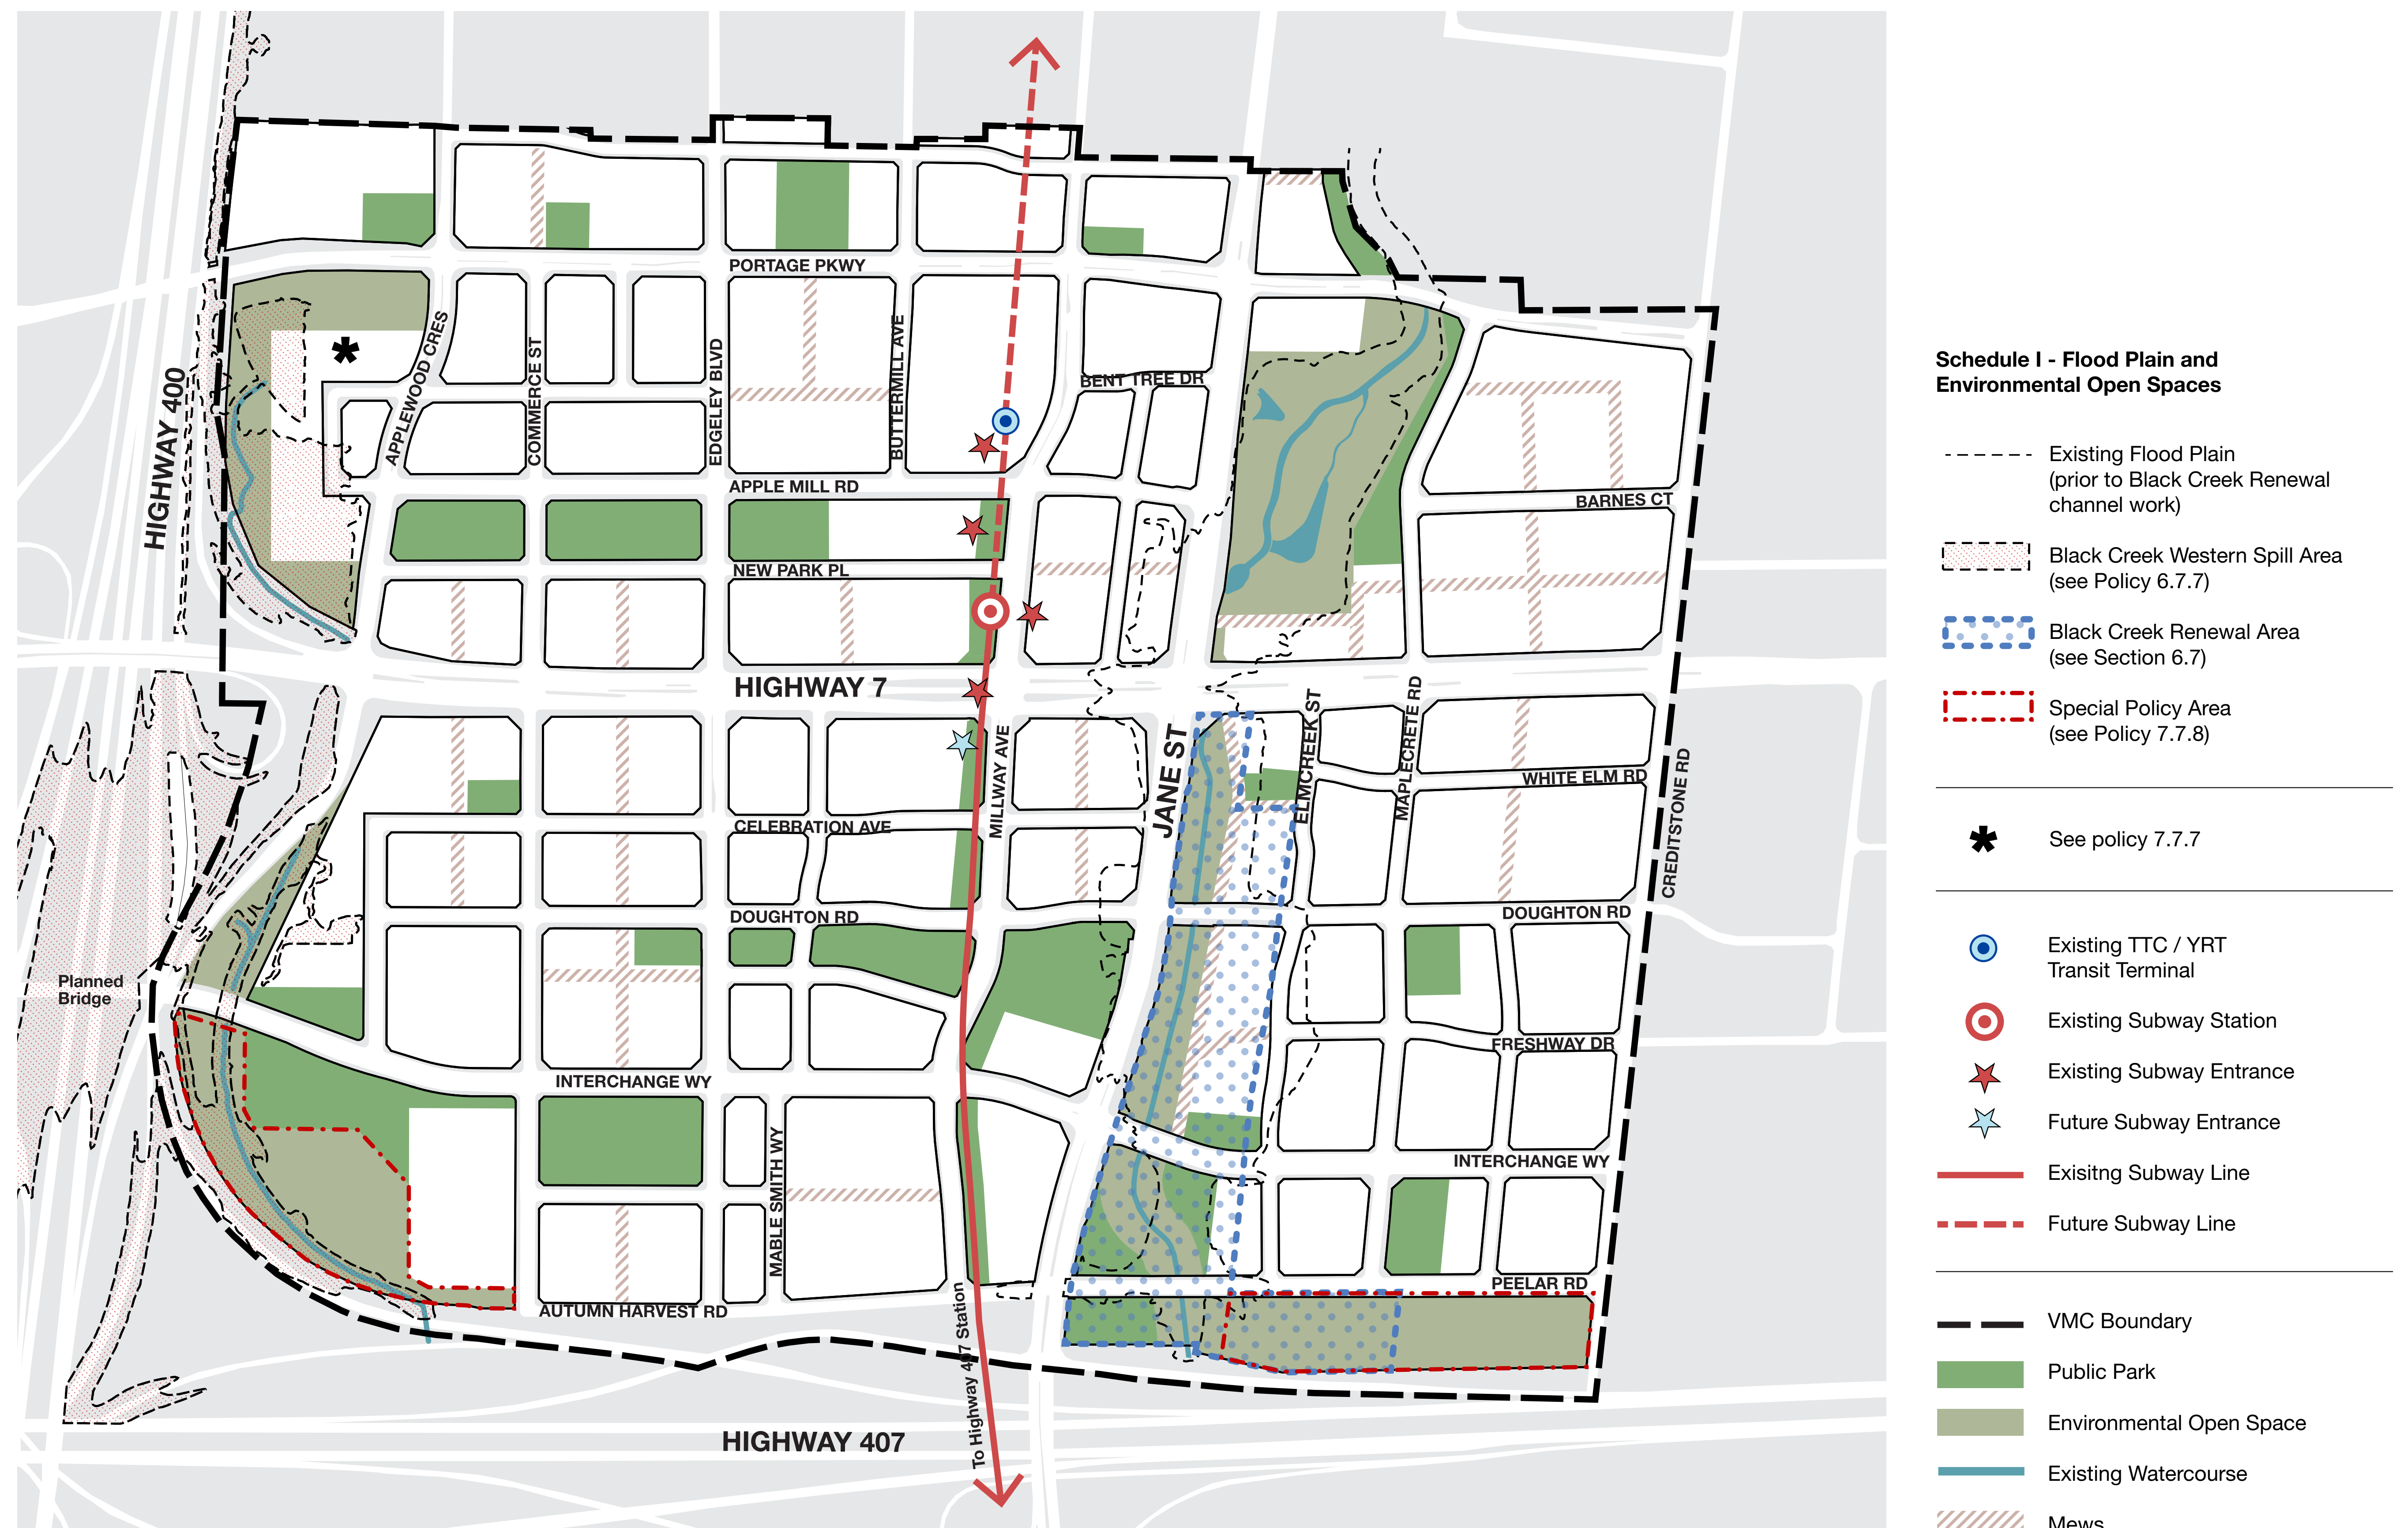 PORTAGE PKWY
HIGHWAY 400
APPLEWOOD CRES
COMMERCE ST
EDGELEY BLVD
BUTTERMILL AVE
BENT TREE DR
APPLE MILL RD
BARNES CT
NEW PARK PL
HIGHWAY 7
MILLWAY AVE
JANE ST
ELMCREEK ST
MAPLECRETE RD
WHITE ELM RD
CREDITSTONE RD
CELEBRATION AVE
DOUGHTON RD
DOUGHTON RD
Planned
Bridge
FRESHWAY DR
INTERCHANGE WY
INTERCHANGE WY
MABLE SMITH WY
PEELAR RD
AUTUMN HARVEST RD
To Highway 407 Station
HIGHWAY 407
*
Schedule I - Flood Plain and
Environmental Open Spaces
Existing Flood Plain
(prior to Black Creek Renewal
channel work)
Black Creek Western Spill Area
(see Policy 6.7.7)
Black Creek Renewal Area
(see Section 6.7)
Special Policy Area
(see Policy 7.7.8)
* See policy 7.7.7
Existing TTC / YRT
Transit Terminal
Existing Subway Station
Existing Subway Entrance
Future Subway Entrance
Exisitng Subway Line
Future Subway Line
VMC Boundary
Public Park
Environmental Open Space
Existing Watercourse
Mews